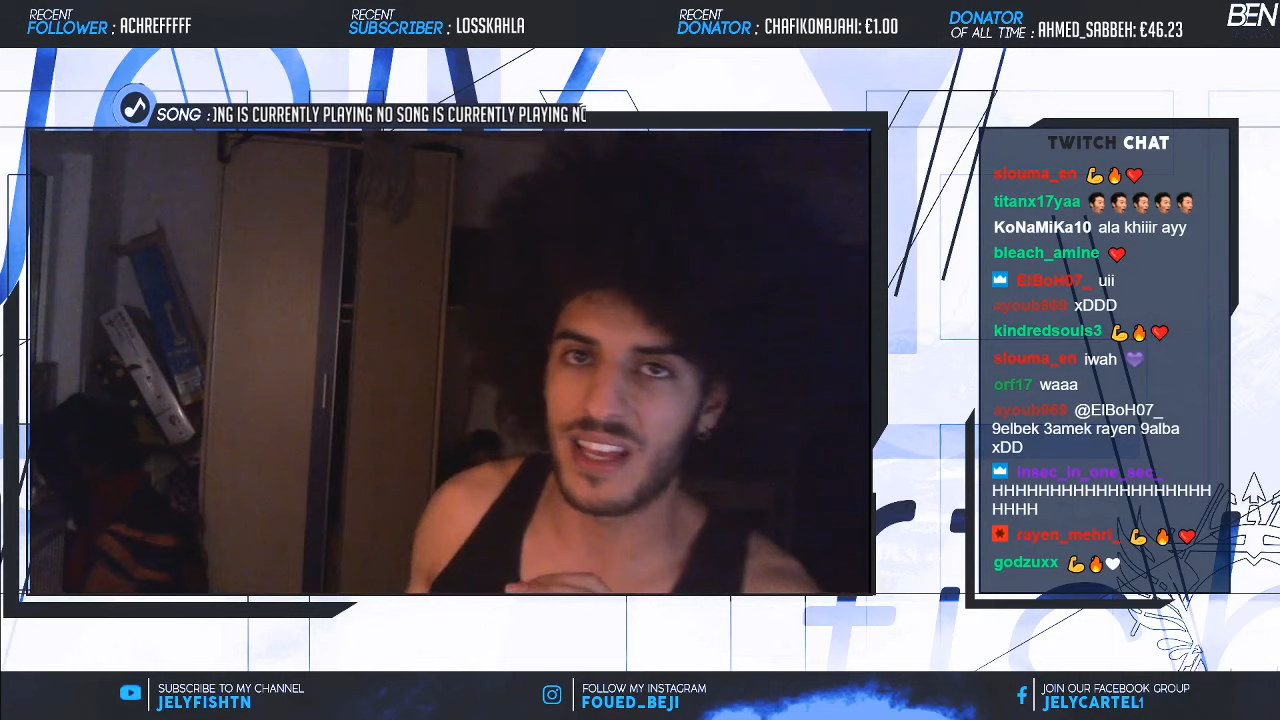 RECENT
FOLLOWER : ACHREFFFFF
RECENT
SUBSCRIBER : LOSSKAHLA
RECENT
DONATOR : CHAFIKONAJAHI: €1.00
DONATOR
OF ALL TIME : AHMED_SABBEH: €46.23
BEN
SONG : NG IS CURRENTLY PLAYING NO SONG IS CURRENTLY PLAYING NO
TWITCH CHAT
slouma_en 💪🔥❤️
titanx17yaa
KoNaMiKa10 ala khiiir ayy
bleach_amine ❤️
ElBoH07_ uii
ayoub969 xDDD
kindredsouls3 💪🔥❤️
slouma_en iwah 💜
orf17 waaa
ayoub969 @ElBoH07_
9elbek 3amek rayen 9alba
xDD
insec_in_one_sec_
HHHHHHHHHHHHHHHHHHH
HHHH
rayen_mehri_ 💪🔥❤️
godzuxx 💪🔥🤍
SUBSCRIBE TO MY CHANNEL
JELYFISHTN
FOLLOW MY INSTAGRAM
FOUED_BEJI
JOIN OUR FACEBOOK GROUP
JELYCARTEL1